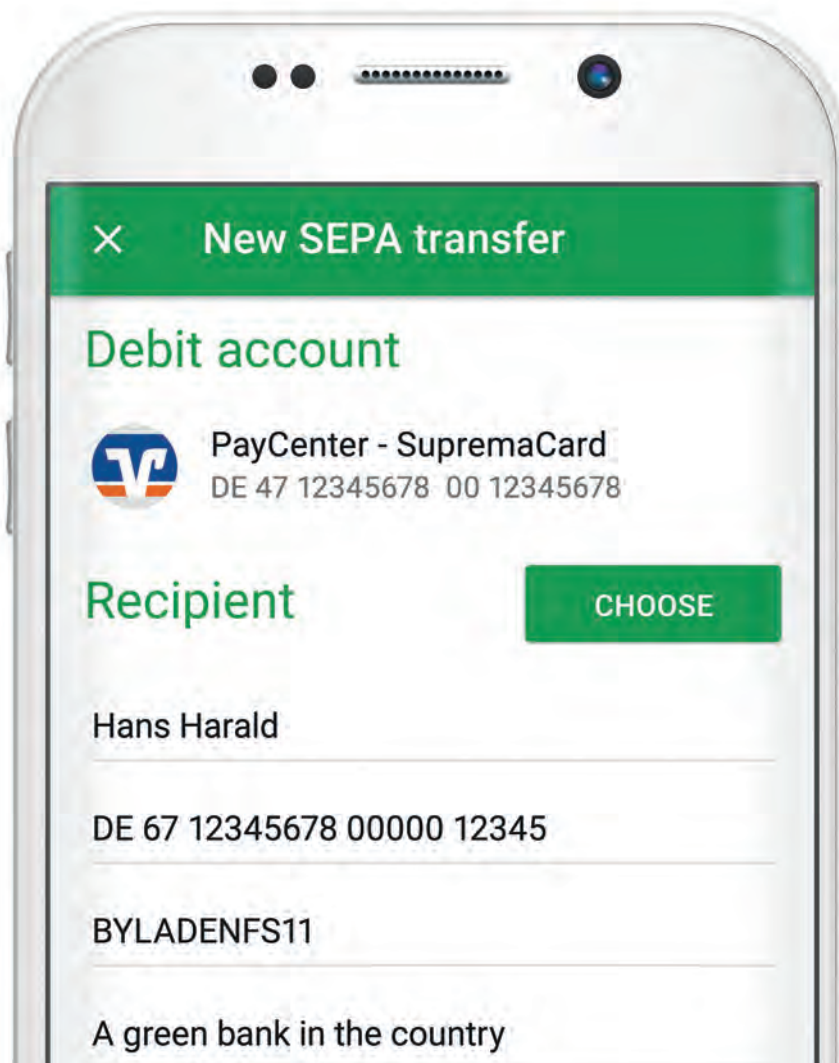 New SEPA transfer
Debit account
PayCenter - SupremaCard
DE 47 12345678 00 12345678
Recipient
CHOOSE
Hans Harald
DE 67 12345678 00000 12345
BYLADENFS11
A green bank in the country